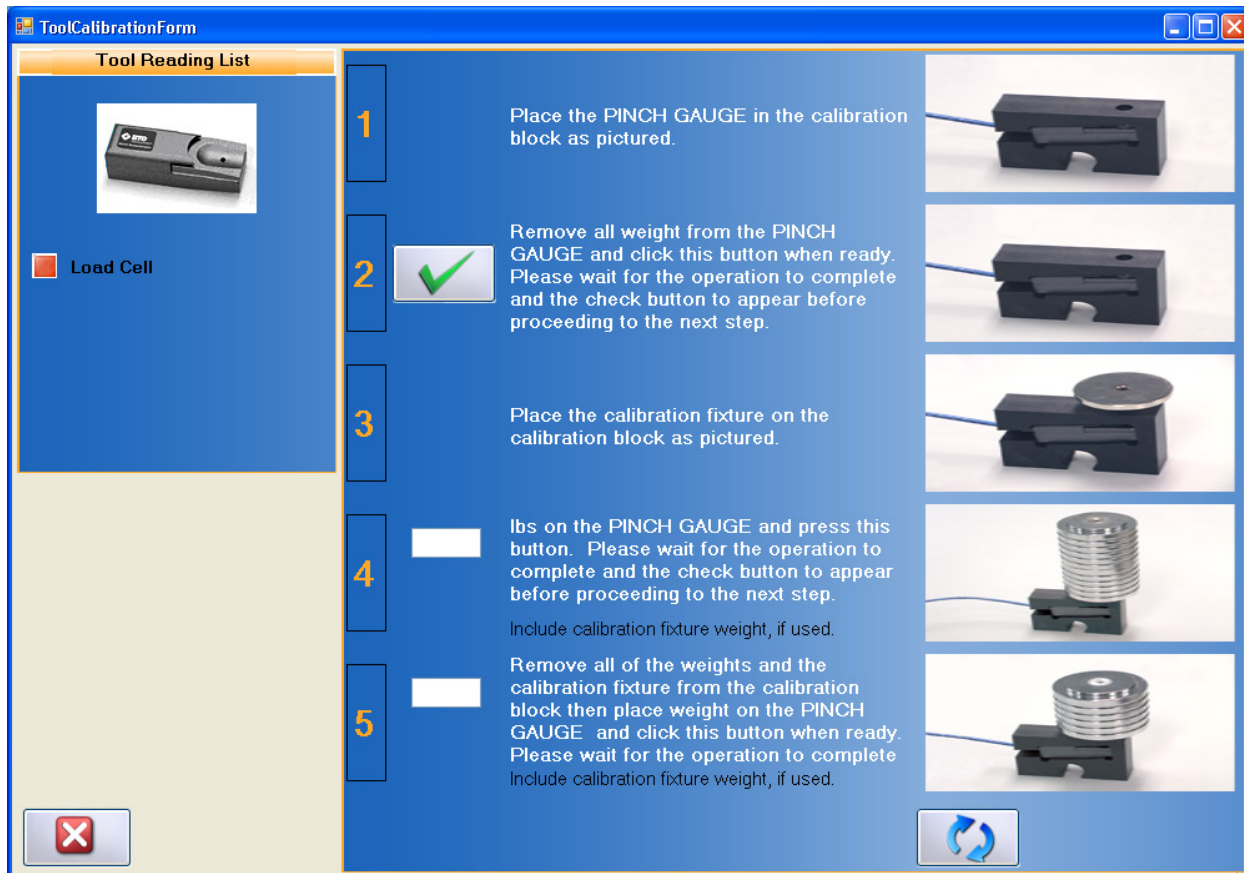 ToolCalibrationForm
Tool Reading List
Load Cell
1
Place the PINCH GAUGE in the calibration
block as pictured.
2
Remove all weight from the PINCH
GAUGE and click this button when ready.
Please wait for the operation to complete
and the check button to appear before
proceeding to the next step.
3
Place the calibration fixture on the
calibration block as pictured.
4
lbs on the PINCH GAUGE and press this
button.  Please wait for the operation to
complete and the check button to appear
before proceeding to the next step.
Include calibration fixture weight, if used.
5
Remove all of the weights and the
calibration fixture from the calibration
block then place weight on the PINCH
GAUGE  and click this button when ready.
Please wait for the operation to complete
Include calibration fixture weight, if used.